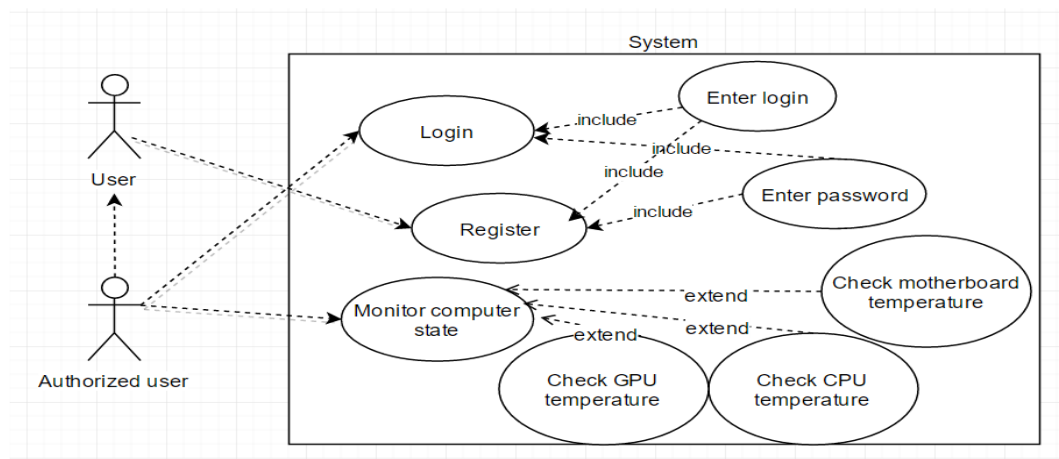 System
Enter login
Login
include
include
include
User
Enter password
include
Register
Check motherboard
temperature
extend
Monitor computer
state
extend
extend
Authorized user
Check GPU
temperature
Check CPU
temperature